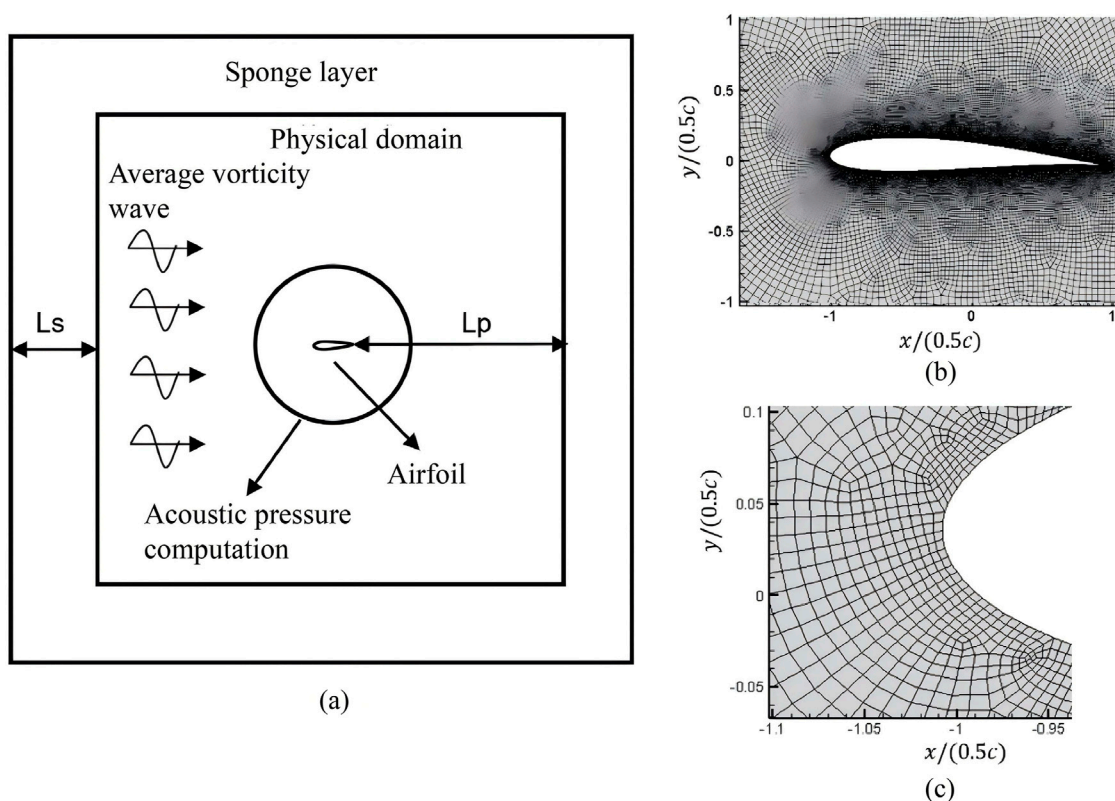 Sponge layer
Physical domain
Average vorticity
wave
Ls
Lp
Airfoil
Acoustic pressure
computation
(a)
1
0.5
0
-0.5
-1
y/(0.5c)
-1
0
1
x/(0.5c)
(b)
0.1
0.05
0
-0.05
y/(0.5c)
-1.1
-1.05
-1
-0.95
x/(0.5c)
(c)